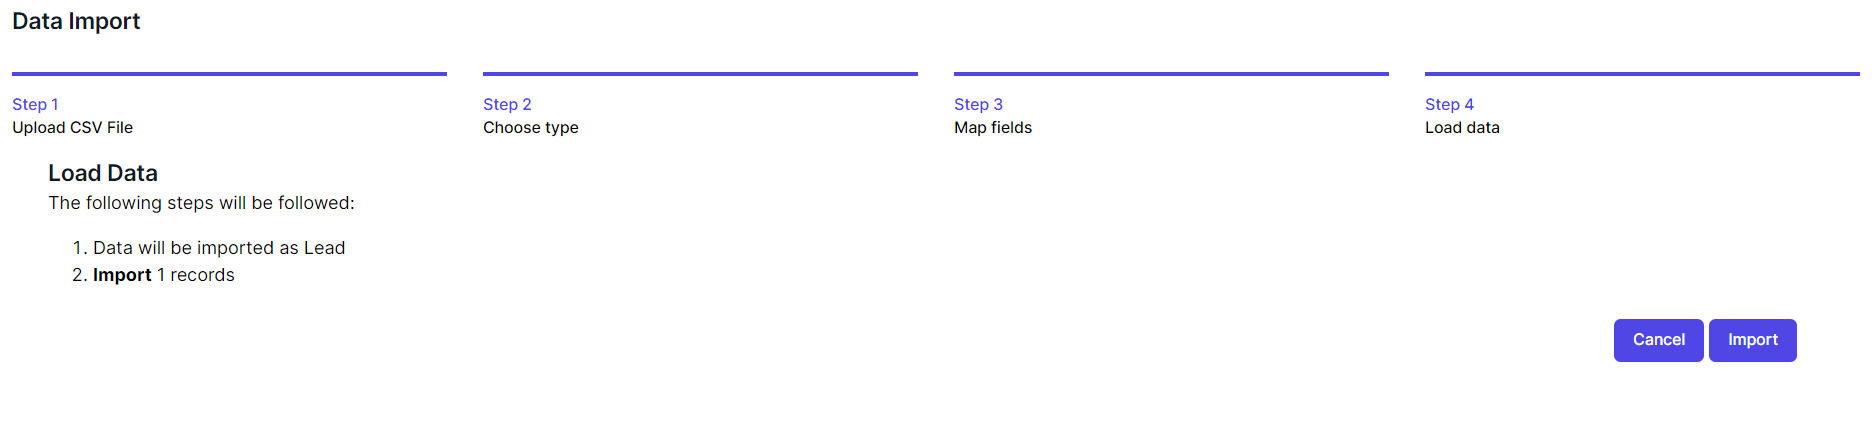 Data Import
Step 1
Upload CSV File
Step 2
Choose type
Step 3
Map fields
Step 4
Load data
Load Data
The following steps will be followed:
1. Data will be imported as Lead
2. Import 1 records
Cancel
Import